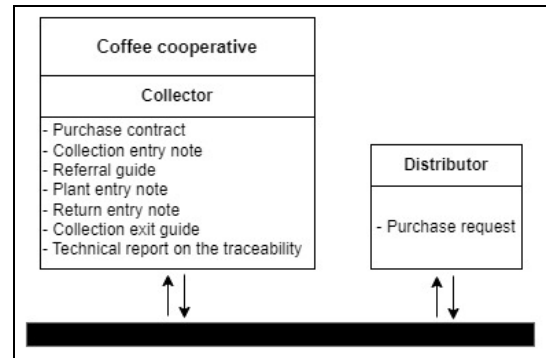 Coffee cooperative
Collector
- Purchase contract
- Collection entry note
- Referral guide
- Plant entry note
- Return entry note
- Collection exit guide
- Technical report on the traceability
Distributor
- Purchase request